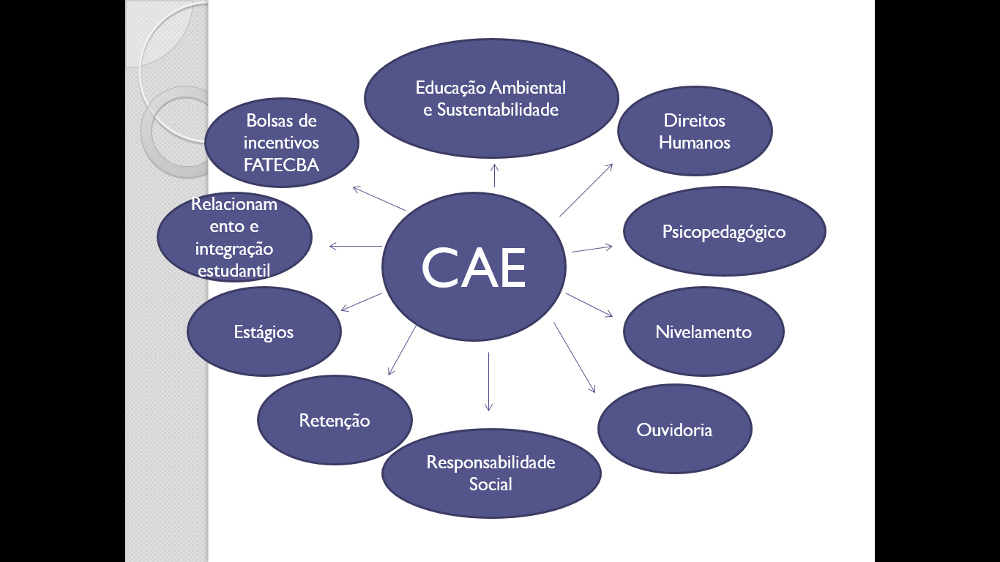 Educação Ambiental
e Sustentabilidade
Bolsas de
incentivos
FATECBA
Direitos
Humanos
Relacionam
ento e
integração
estudantil
Psicopedagógico
CAE
Estágios
Nivelamento
Retenção
Ouvidoria
Responsabilidade
Social